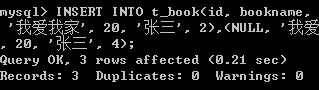 mysql> INSERT INTO t_book(id, bookname,
'我爱我家', 20, '张三', 2),(NULL, '我爱
, 20, '张三', 4);
Query OK, 3 rows affected (0.21 sec)
Records: 3  Duplicates: 0  Warnings: 0